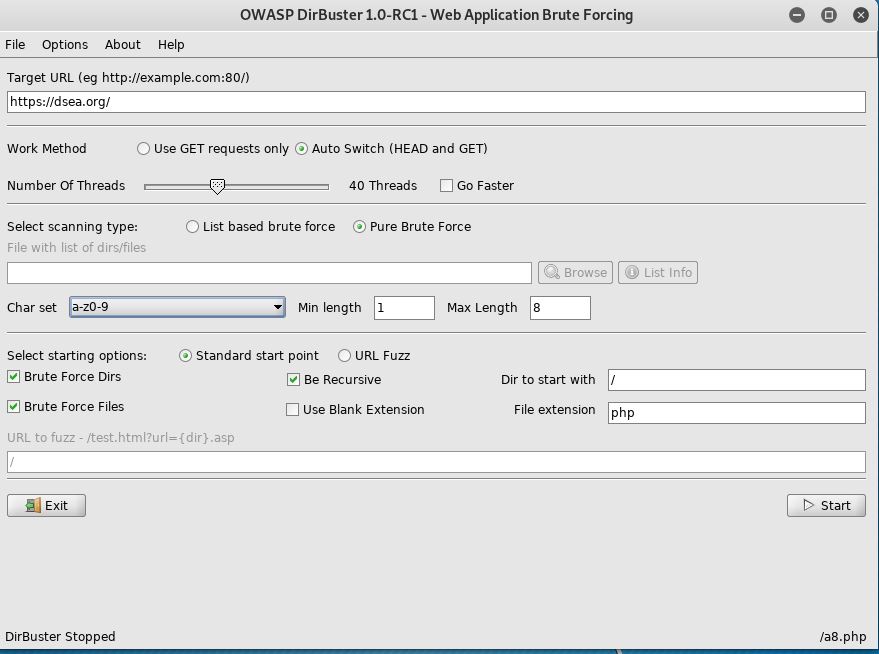 OWASP DirBuster 1.0-RC1 - Web Application Brute Forcing
File Options About Help
Target URL (eg http://example.com:80/)
https://dsea.org/
Work Method Use GET requests only Auto Switch (HEAD and GET)
Number Of Threads 40 Threads Go Faster
Select scanning type: List based brute force Pure Brute Force
File with list of dirs/files
Browse List Info
Char set a-z0-9 Min length 1 Max Length 8
Select starting options: Standard start point URL Fuzz
Brute Force Dirs Be Recursive Dir to start with /
Brute Force Files Use Blank Extension File extension php
URL to fuzz - /test.html?url={dir}.asp
/
Exit Start
DirBuster Stopped /a8.php